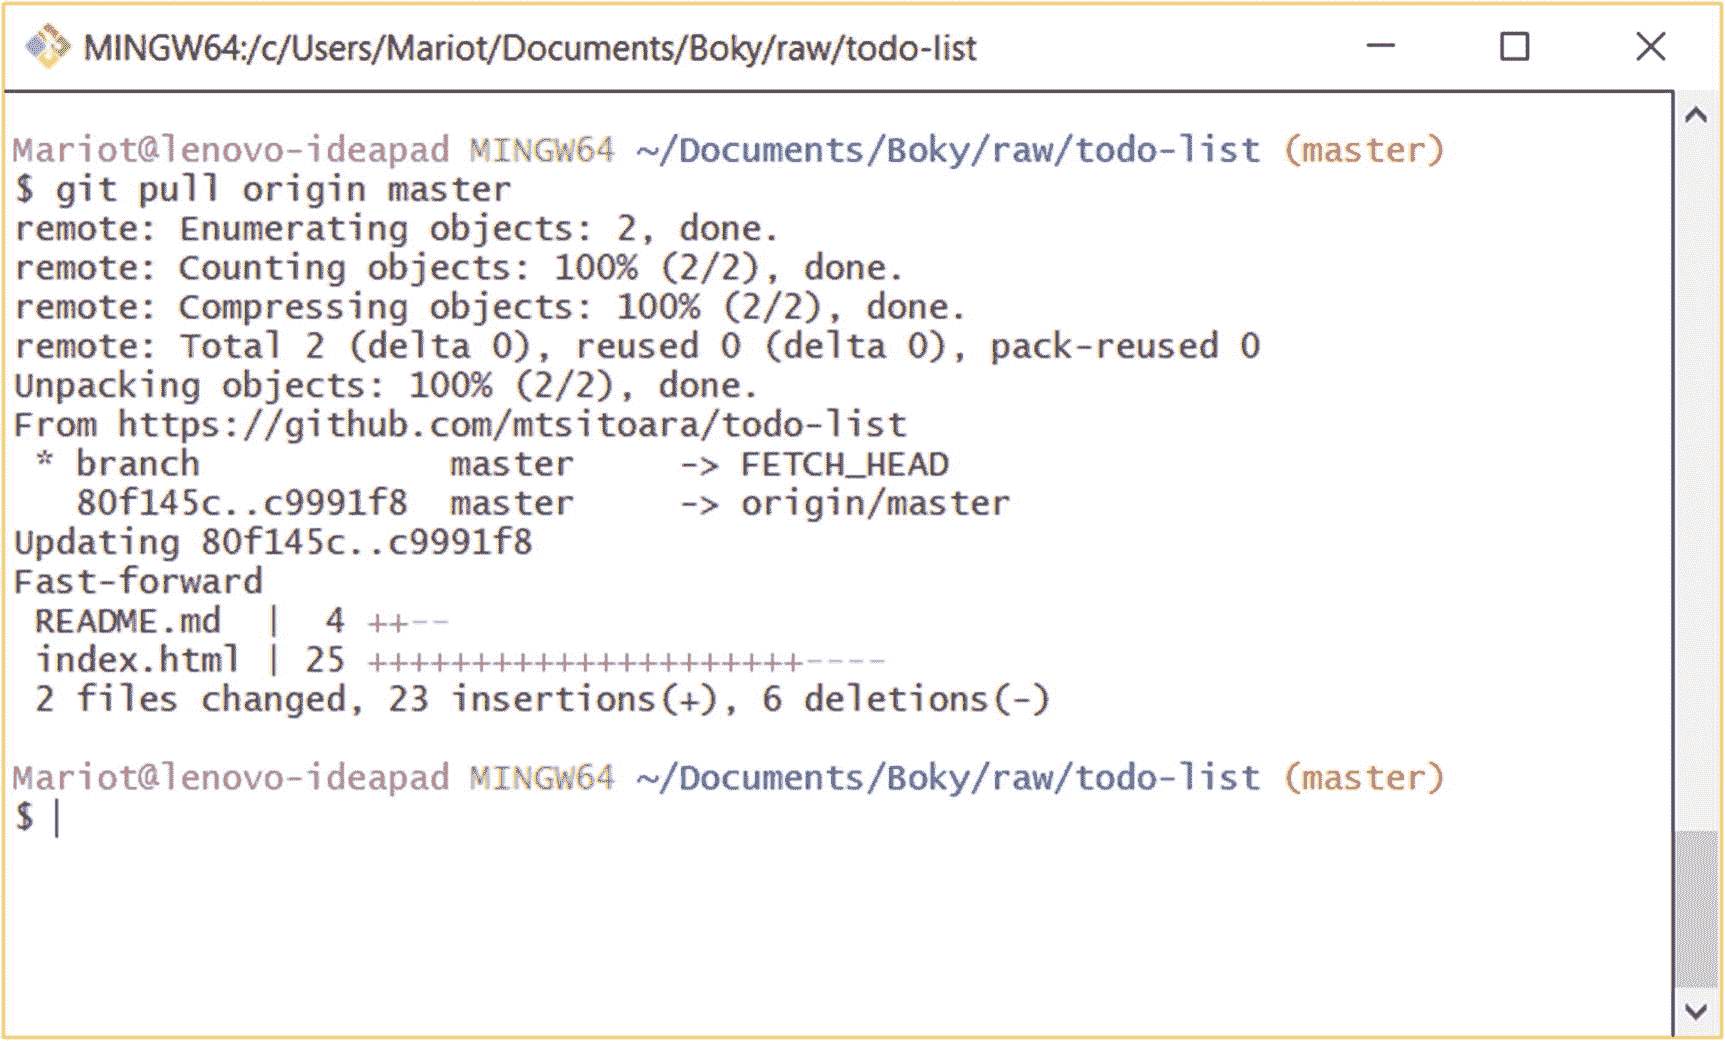 MINGW64:/c/Users/Mariot/Documents/Boky/raw/todo-list
Mariot@lenovo-ideapad MINGW64 ~/Documents/Boky/raw/todo-list (master)
$ git pull origin master
remote: Enumerating objects: 2, done.
remote: Counting objects: 100% (2/2), done.
remote: Compressing objects: 100% (2/2), done.
remote: Total 2 (delta 0), reused 0 (delta 0), pack-reused 0
Unpacking objects: 100% (2/2), done.
From https://github.com/mtsitoara/todo-list
 * branch            master     -> FETCH_HEAD
   80f145c..c9991f8  master     -> origin/master
Updating 80f145c..c9991f8
Fast-forward
 README.md  |  4 ++--
 index.html | 25 +++++++++++++++++++++----
 2 files changed, 23 insertions(+), 6 deletions(-)
Mariot@lenovo-ideapad MINGW64 ~/Documents/Boky/raw/todo-list (master)
$